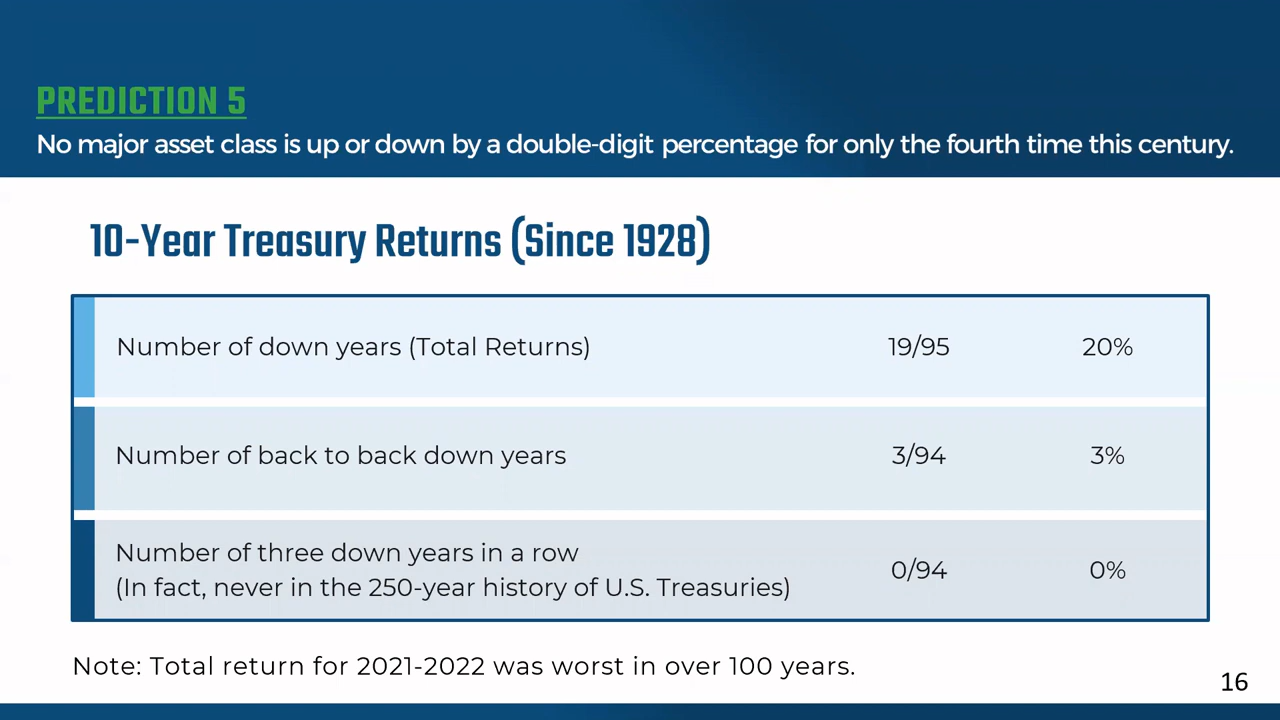 PREDICTION 5
No major asset class is up or down by a double-digit percentage for only the fourth time this century.
10-Year Treasury Returns (Since 1928)
Number of down years (Total Returns) 19/95 20%
Number of back to back down years 3/94 3%
Number of three down years in a row
(In fact, never in the 250-year history of U.S. Treasuries) 0/94 0%
Note: Total return for 2021-2022 was worst in over 100 years.
16